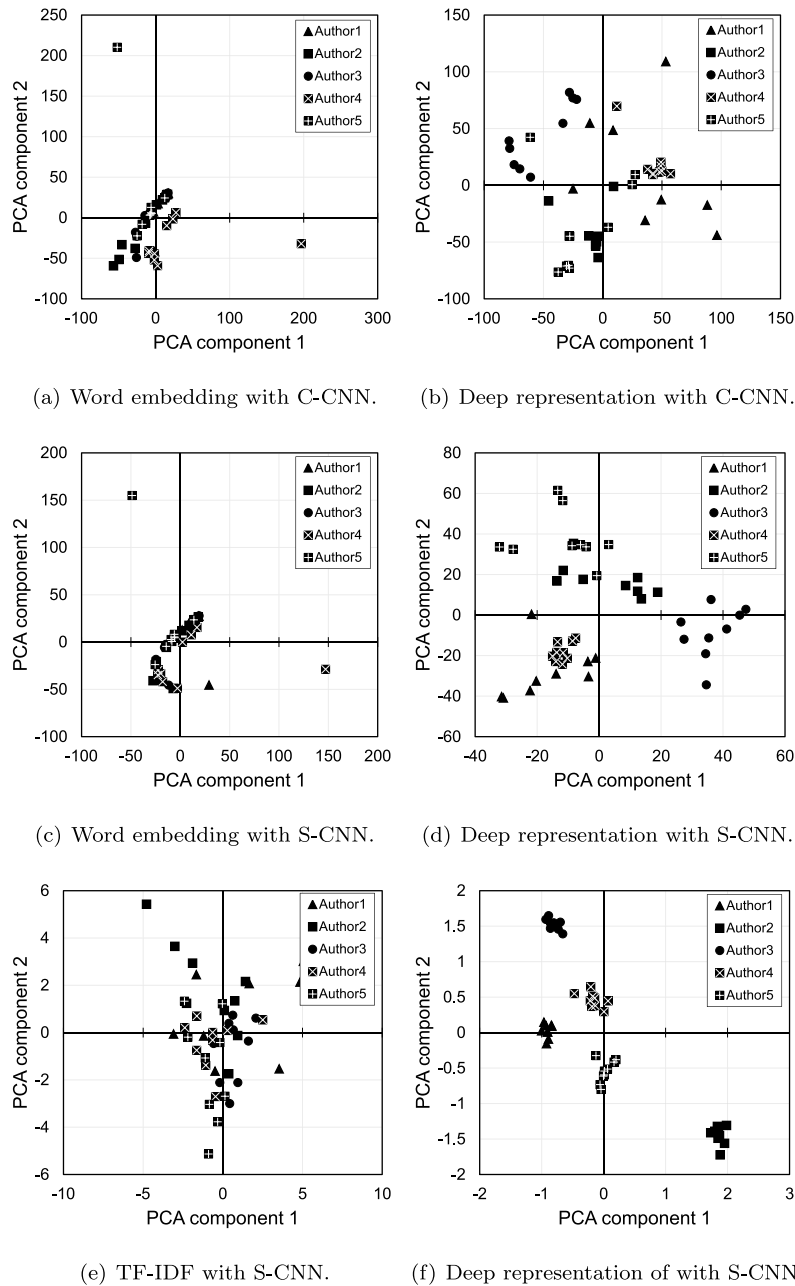 250
200
150
100
50
0
-50
-100
-100 0 100 200 300
PCA component 2
PCA component 1
Author1
Author2
Author3
Author4
Author5
(a) Word embedding with C-CNN.
150
100
50
0
-50
-100
-100 -50 0 50 100 150
PCA component 2
PCA component 1
Author1
Author2
Author3
Author4
Author5
(b) Deep representation with C-CNN.
200
150
100
50
0
-50
-100
-100 -50 0 50 100 150 200
PCA component 2
PCA component 1
Author1
Author2
Author3
Author4
Author5
(c) Word embedding with S-CNN.
80
60
40
20
0
-20
-40
-60
-40 -20 0 20 40 60
PCA component 2
PCA component 1
Author1
Author2
Author3
Author4
Author5
(d) Deep representation with S-CNN.
6
4
2
0
-2
-4
-6
-10 -5 0 5 10
PCA component 2
PCA component 1
Author1
Author2
Author3
Author4
Author5
(e) TF-IDF with S-CNN.
2
1.5
1
0.5
0
-0.5
-1
-1.5
-2
-2 -1 0 1 2 3
PCA component 2
PCA component 1
Author1
Author2
Author3
Author4
Author5
(f) Deep representation of with S-CNN